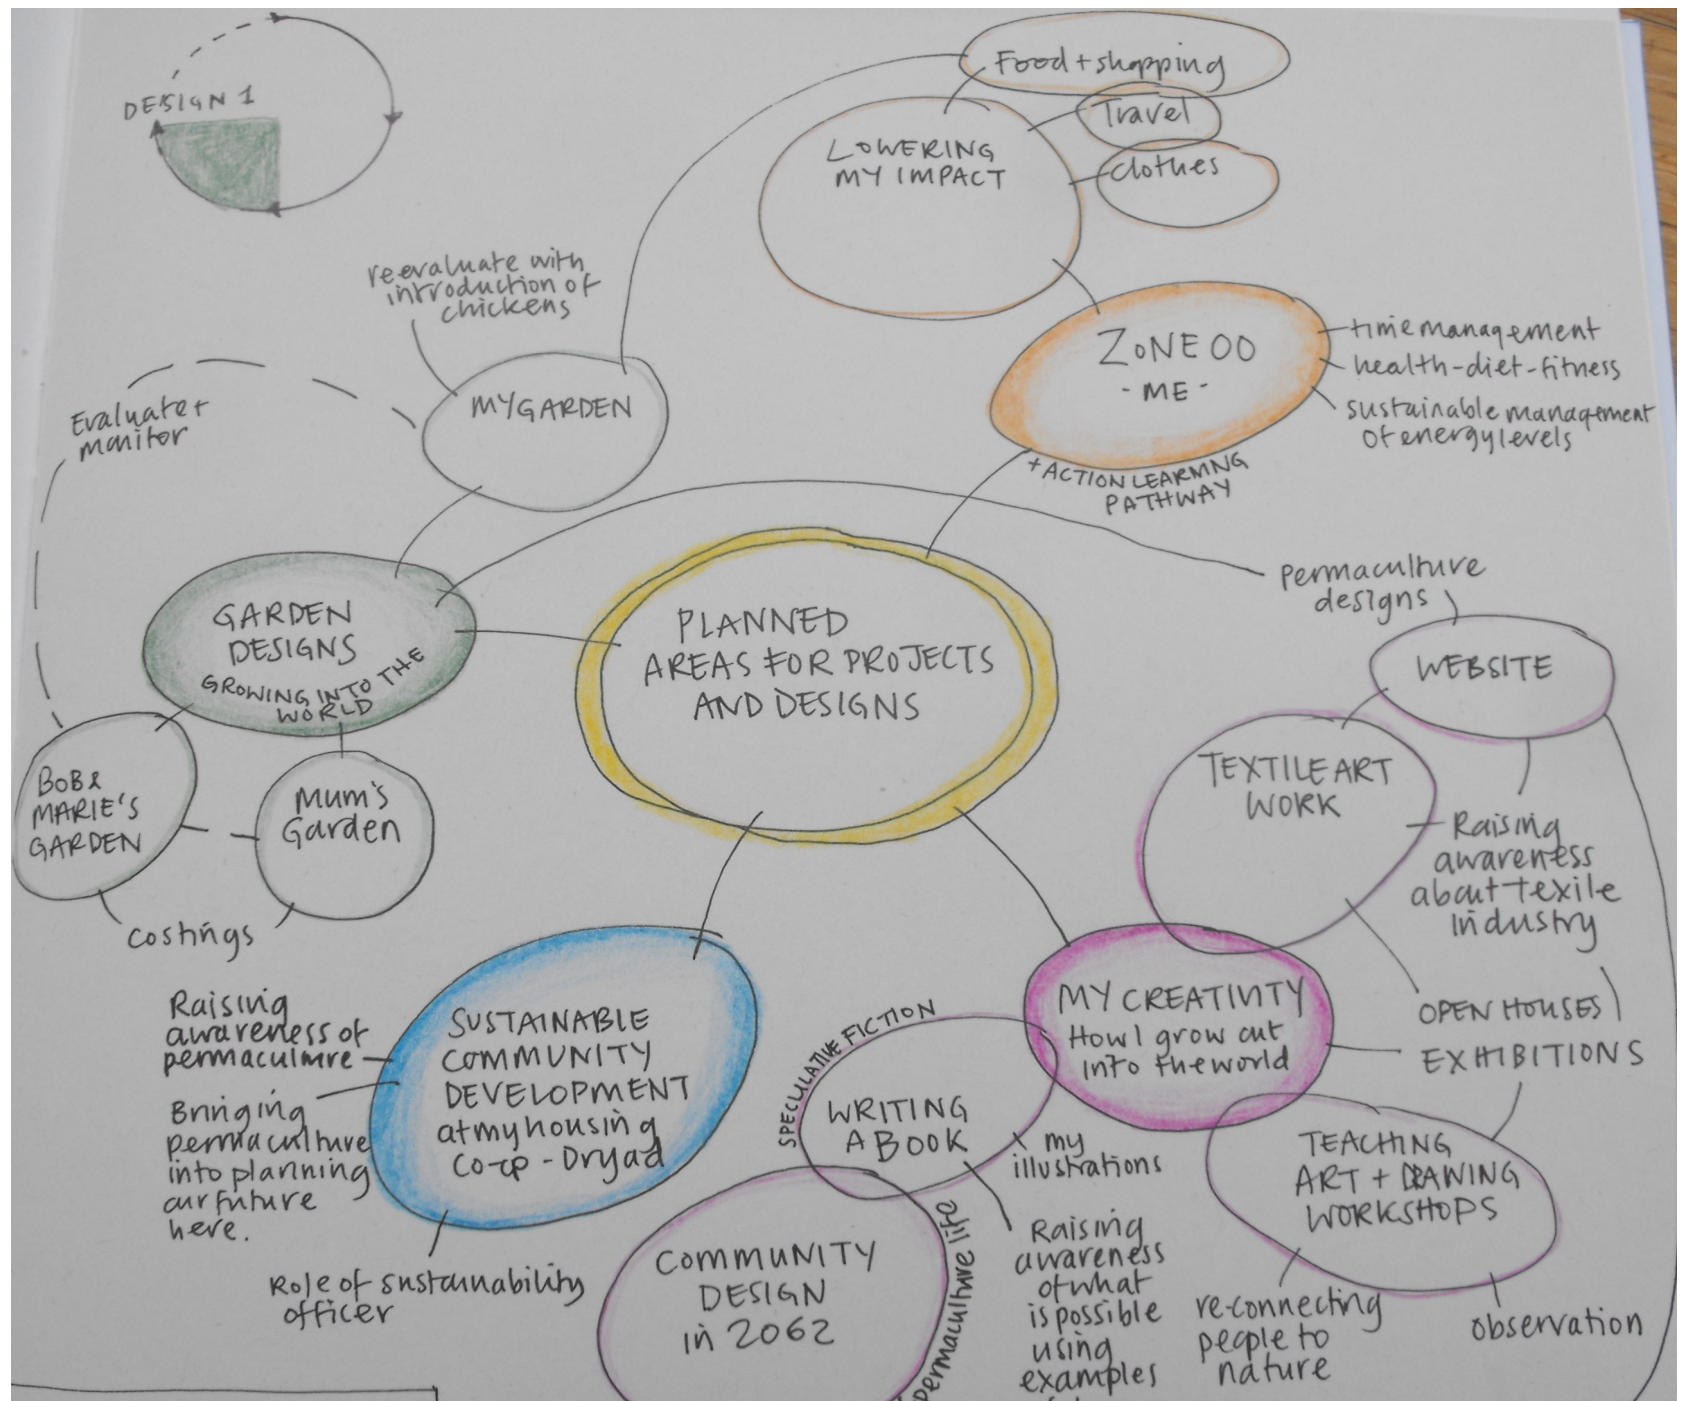 DESIGN 1
Food + shopping
Travel
clothes
LOWERING
MY IMPACT
ZONE 00
- ME -
time management
health-diet-fitness
sustainable management
of energy levels
+ ACTION LEARNING
PATHWAY
re evaluate with
introduction of
chickens
MY GARDEN
Evaluate +
monitor
GARDEN
DESIGNS
GROWING INTO THE
WORLD
BOB &
MARIE'S
GARDEN
Mum's
Garden
costings
PLANNED
AREAS FOR PROJECTS
AND DESIGNS
permaculture
designs
WEBSITE
TEXTILE ART
WORK
Raising
awareness
about texile
industry
OPEN HOUSES
EXHIBITIONS
MY CREATIVITY
How I grow out
into the world
SUSTAINABLE
COMMUNITY
DEVELOPMENT
at my housing
co-op - Dryad
Raising
awareness of
permaculture
Bringing
permaculture
into planning
our future
here.
Role of sustainability
officer
SPECULATIVE FICTION
WRITING
A BOOK
my
illustrations
COMMUNITY
DESIGN
in 2062
permaculture life
Raising
awareness
of what
is possible
using
examples
TEACHING
ART + DRAWING
WORKSHOPS
re-connecting
people to
nature
observation